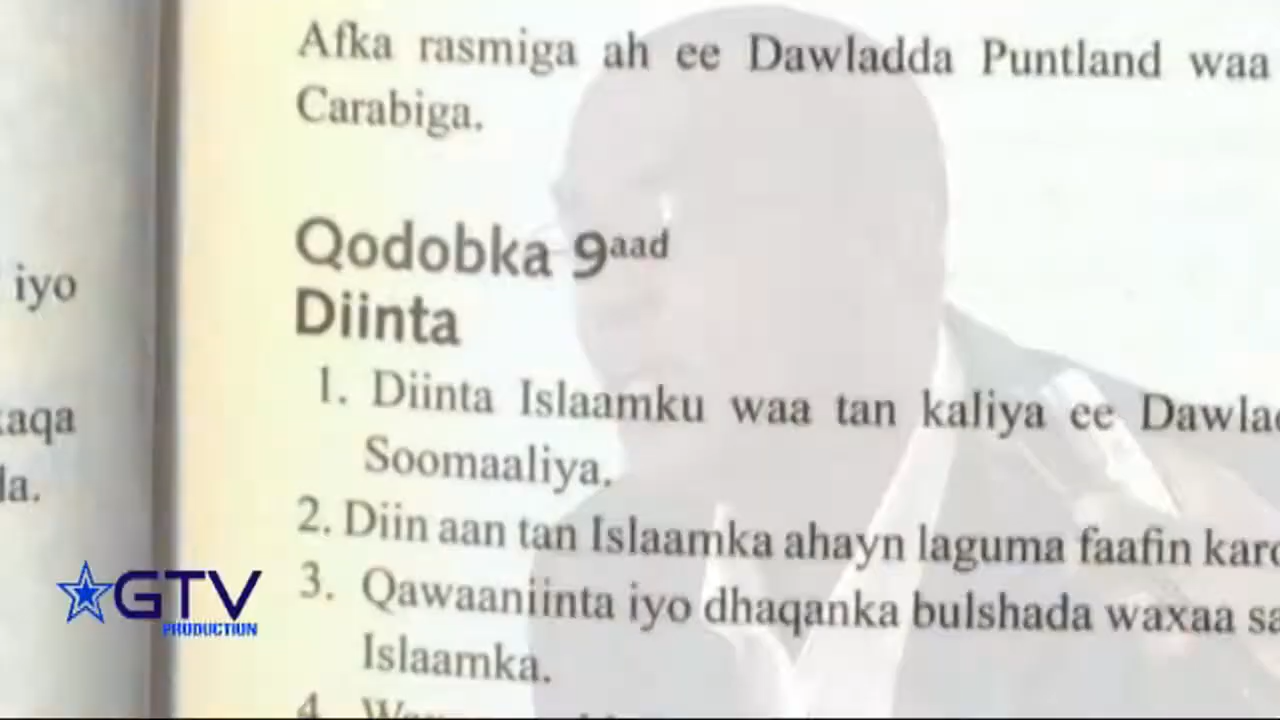 Afka rasmiga ah ee Dawladda Puntland waa
Carabiga.
Qodobka 9aad
Diinta
1. Diinta Islaamku waa tan kaliya ee
Soomaaliya.
2. Diin aan tan Islaamka ahayn laguma faafin
3. Qawaaniinta iyo dhaqanka bulshada waxaa
Islaamka.
4.
iyo
GTV
PRODUCTION